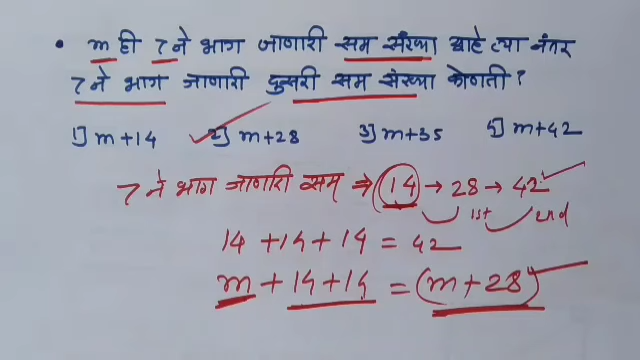 • m ही 7 ने भाग जाणारी सम संख्या आहे त्या नंतर
7 ने भाग जाणारी दुसरी सम संख्या कोणती ?
1] m+14 2] m+28 3] m+35 4] m+42
7 ने भाग जाणारी सम ⇒ 14 → 28 → 42
1st 2nd
14 + 14 + 14 = 42
m + 14 + 14 = (m + 28)